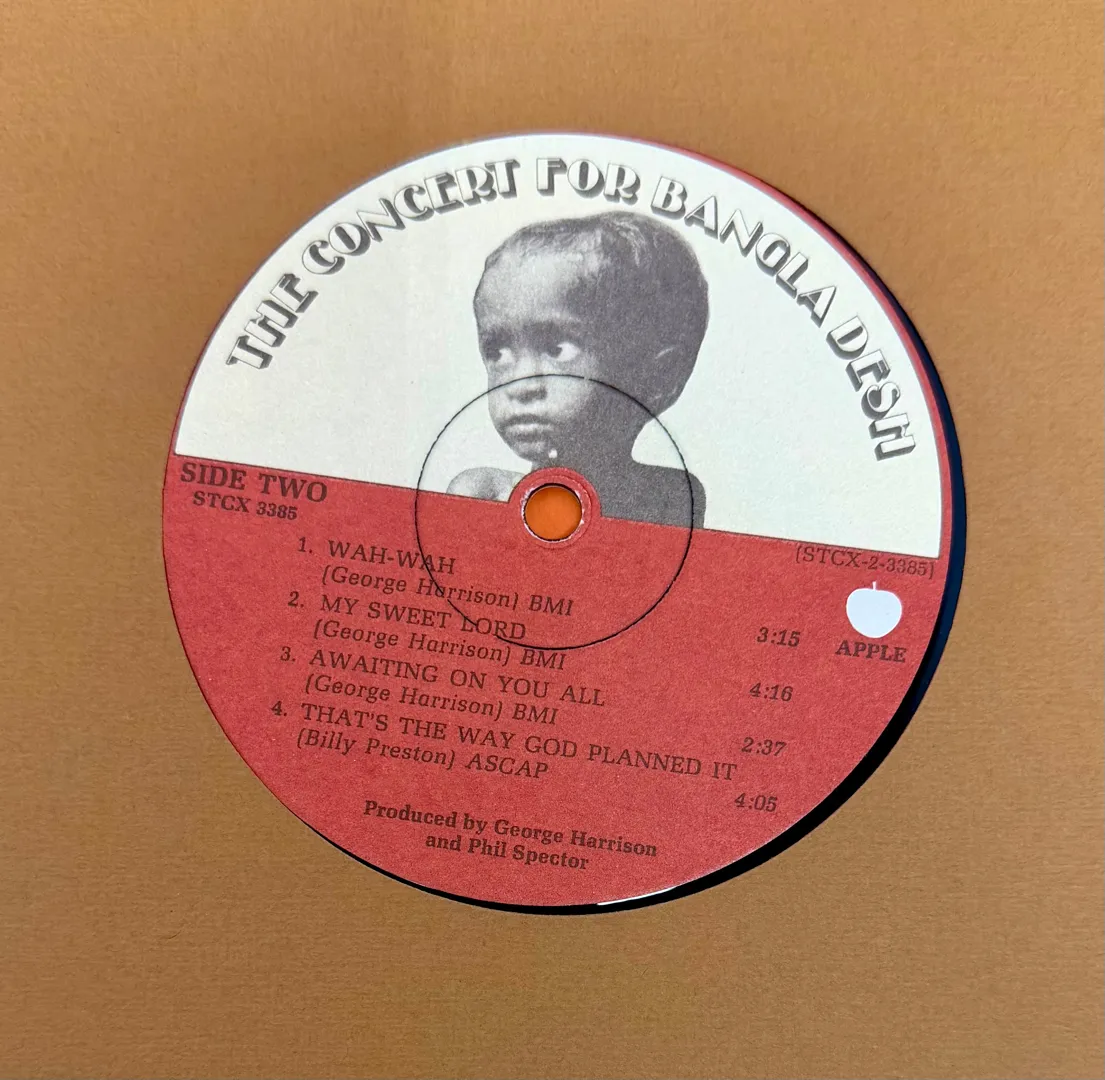 THE CONCERT FOR BANGLA DESH
SIDE TWO
STCX 3385
(STCX-2-3385)
1. WAH-WAH
(George Harrison) BMI
3:15
2. MY SWEET LORD
(George Harrison) BMI
4:16
3. AWAITING ON YOU ALL
(George Harrison) BMI
2:37
4. THAT'S THE WAY GOD PLANNED IT
(Billy Preston) ASCAP
4:05
APPLE
Produced by George Harrison
and Phil Spector